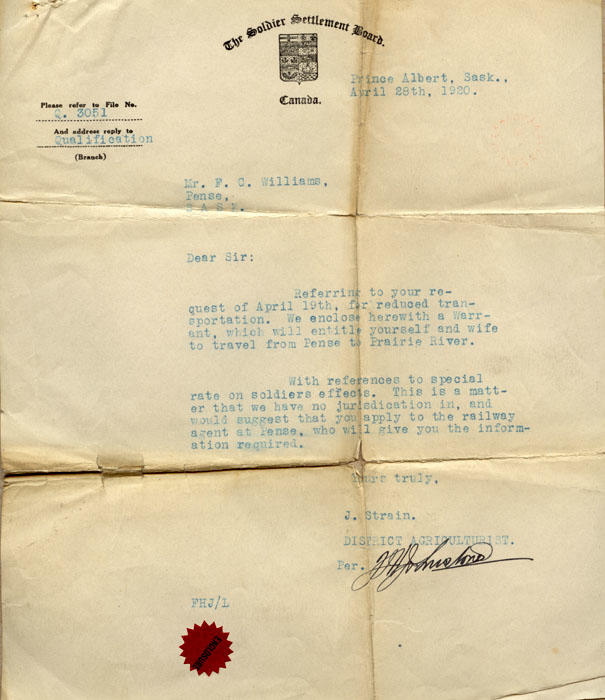 The Soldier Settlement Board.
Canada.
Prince Albert, Sask.,
April 28th, 1920.
Please refer to File No.
Q. 3051
And address reply to
Qualification
(Branch)
Mr. F. C. Williams,
Pense,
S A S K.
Dear Sir:
Referring to your re-
quest of April 19th, for reduced tran-
sportation. We enclose herewith a Warr-
ant, which will entitle yourself and wife
to travel from Pense to Prairie River.
With references to special
rate on soldiers effects. This is a matt-
er that we have no jurisdication in, and
would suggest that you apply to the railway
agent at Pense, who will give you the inform-
ation required.
Yours truly,
J. Strain.
DISTRICT AGRICULTURIST.
Per. FHJohnstone
FHJ/L
ENCLOSURE